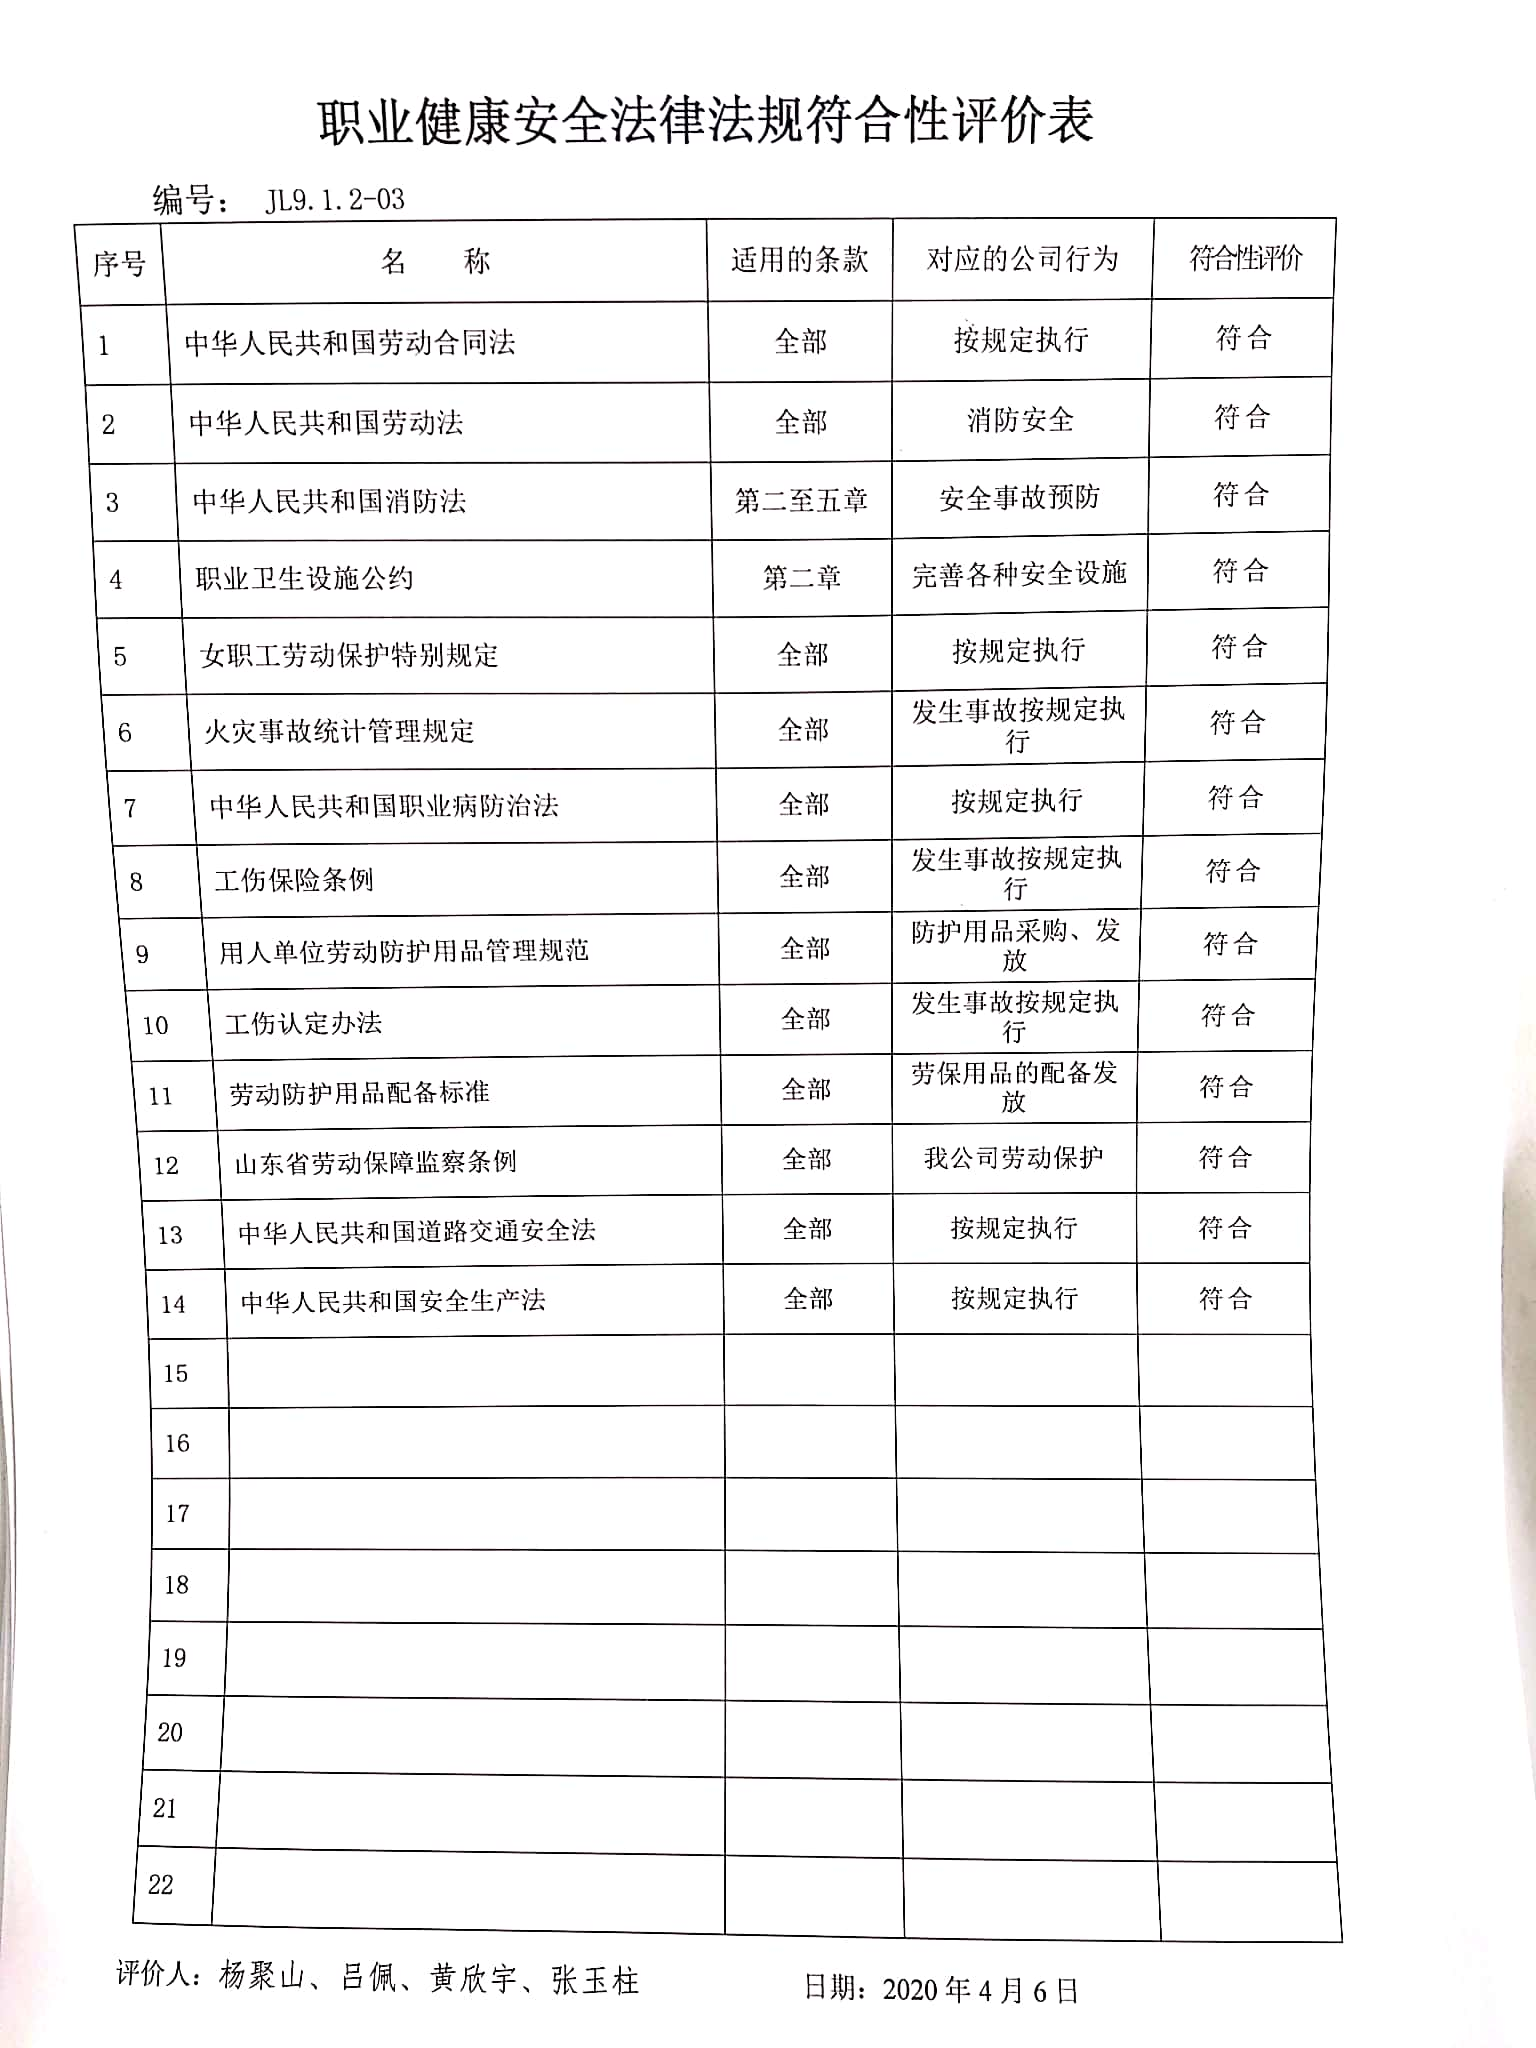 职业健康安全法律法规符合性评价表
编号： JL9.1.2-03
序号 名 称 适用的条款 对应的公司行为 符合性评价
1 中华人民共和国劳动合同法 全部 按规定执行 符合
2 中华人民共和国劳动法 全部 消防安全 符合
3 中华人民共和国消防法 第二至五章 安全事故预防 符合
4 职业卫生设施公约 第二章 完善各种安全设施 符合
5 女职工劳动保护特别规定 全部 按规定执行 符合
6 火灾事故统计管理规定 全部 发生事故按规定执
行 符合
7 中华人民共和国职业病防治法 全部 按规定执行 符合
8 工伤保险条例 全部 发生事故按规定执
行 符合
9 用人单位劳动防护用品管理规范 全部 防护用品采购、发
放 符合
10 工伤认定办法 全部 发生事故按规定执
行 符合
11 劳动防护用品配备标准 全部 劳保用品的配备发
放 符合
12 山东省劳动保障监察条例 全部 我公司劳动保护 符合
13 中华人民共和国道路交通安全法 全部 按规定执行 符合
14 中华人民共和国安全生产法 全部 按规定执行 符合
15
16
17
18
19
20
21
22
评价人：杨聚山、吕佩、黄欣宇、张玉柱 日期：2020 年 4 月 6 日